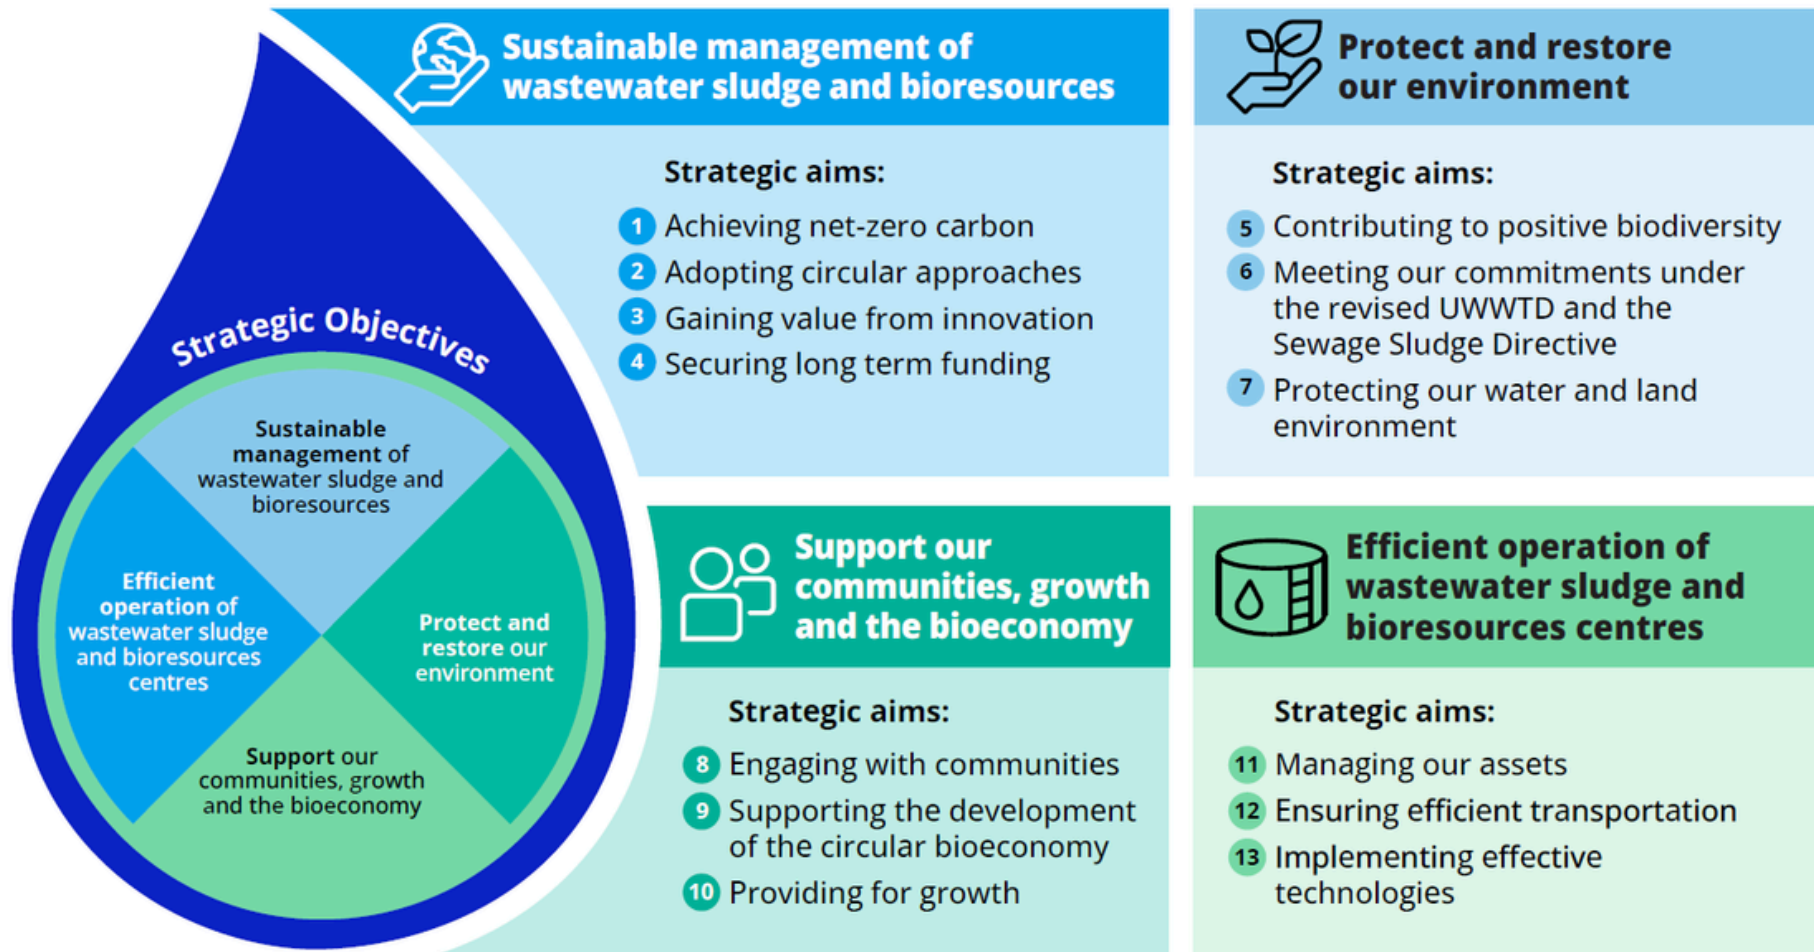 Strategic Objectives
Sustainable
management of
wastewater sludge and
bioresources
Efficient
operation of
wastewater sludge
and bioresources
centres
Protect and
restore our
environment
Support our
communities, growth
and the bioeconomy
Sustainable management of
wastewater sludge and bioresources
Strategic aims:
1 Achieving net-zero carbon
2 Adopting circular approaches
3 Gaining value from innovation
4 Securing long term funding
Protect and restore
our environment
Strategic aims:
5 Contributing to positive biodiversity
6 Meeting our commitments under
the revised UWWTD and the
Sewage Sludge Directive
7 Protecting our water and land
environment
Support our
communities, growth
and the bioeconomy
Strategic aims:
8 Engaging with communities
9 Supporting the development
of the circular bioeconomy
10 Providing for growth
Efficient operation of
wastewater sludge and
bioresources centres
Strategic aims:
11 Managing our assets
12 Ensuring efficient transportation
13 Implementing effective
technologies